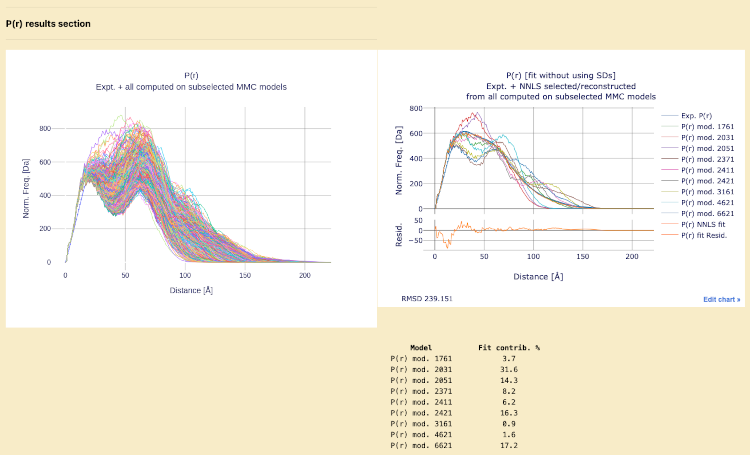 P(r) results section
P(r)
Expt. + all computed on subselected MMC models
Norm. Freq. [Da]
800
600
400
200
0
0
50
100
150
200
Distance [Å]
P(r) [fit without using SDs]
Expt. + NNLS selected/reconstructed
from all computed on subselected MMC models
Norm. Freq. [Da]
800
600
400
200
0
Resid.
50
0
−50
0
50
100
150
200
Distance [Å]
Exp. P(r)
P(r) mod. 1761
P(r) mod. 2031
P(r) mod. 2051
P(r) mod. 2371
P(r) mod. 2411
P(r) mod. 2421
P(r) mod. 3161
P(r) mod. 4621
P(r) mod. 6621
P(r) NNLS fit
P(r) fit Resid.
RMSD 239.151
Edit chart »
Model Fit contrib. %
P(r) mod. 1761 3.7
P(r) mod. 2031 31.6
P(r) mod. 2051 14.3
P(r) mod. 2371 8.2
P(r) mod. 2411 6.2
P(r) mod. 2421 16.3
P(r) mod. 3161 0.9
P(r) mod. 4621 1.6
P(r) mod. 6621 17.2